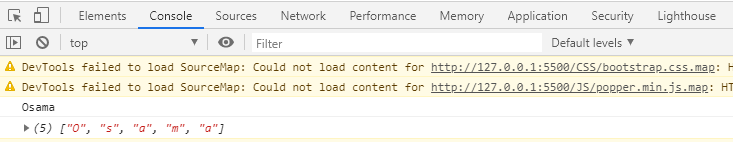 Elements Console Sources Network Performance Memory Application Security Lighthouse
top Filter Default levels
DevTools failed to load SourceMap: Could not load content for http://127.0.0.1:5500/CSS/bootstrap.css.map: H
DevTools failed to load SourceMap: Could not load content for http://127.0.0.1:5500/JS/popper.min.js.map: HT
Osama
(5) ["O", "s", "a", "m", "a"]